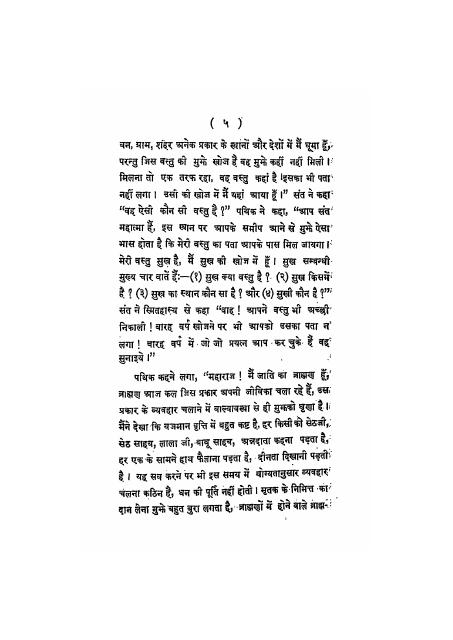 ( ५ )
वन, ग्राम, शहर अनेक प्रकार के स्थानों और देशों में मैं घूमा हूँ,
परन्तु जिस वस्तु की मुझे खोज है वह मुझे कहीं नहीं मिली ।
मिलना तो एक तरफ रहा, वह वस्तु कहां है ! इसका भी पता
नहीं लगा । उसी की खोज में मैं यहां आया हूँ ।” संत ने कहा
“वह ऐसी कौन सी वस्तु है ?” पथिक ने कहा, “आप संत
महात्मा हैं, इस स्थान पर आपके समीप आने से मुझे ऐसा
भास होता है कि मेरी वस्तु का पता आपके पास मिल जायगा ।
मेरी वस्तु सुख है, मैं सुख की खोज में हूँ । सुख सम्बन्धी
मुख्य चार बातें हैं:—(१) सुख क्या वस्तु है ? (२) सुख किसमें
है ? (३) सुख का स्थान कौन सा है ? और (४) सुखी कौन है ?”
संत ने स्मितहास्य से कहा “वाह ! आपने वस्तु भी अच्छी
निकाली ! बारह वर्ष खोजने पर भी आपको उसका पता न
लगा ! बारह वर्ष में जो जो प्रयत्न आप कर चुके हैं वह
सुनाइये ।”
पथिक कहने लगा, “महाराज ! मैं जाति का ब्राह्मण हूँ,
ब्राह्मण आज कल जिस प्रकार अपनी जीविका चला रहे हैं, उस
प्रकार के व्यवहार चलाने में बाल्यावस्था से ही मुझको घृणा है ।
मैंने देखा कि यजमान वृत्ति में बहुत कष्ट है, हर किसी को सेठजी,
सेठ साहब, लाला जी, बाबू साहब, अन्नदाता कहना पड़ता है,
हर एक के सामने हाथ फैलाना पड़ता है, दीनता दिखानी पड़ती
है । यह सब करने पर भी इस समय में योग्यतानुसार व्यवहार
चलना कठिन है, धन की पूर्ति नहीं होती । मृतक के निमित्त का
दान लेना मुझे बहुत बुरा लगता है, ब्राह्मणों में होने वाले ब्राह्म-